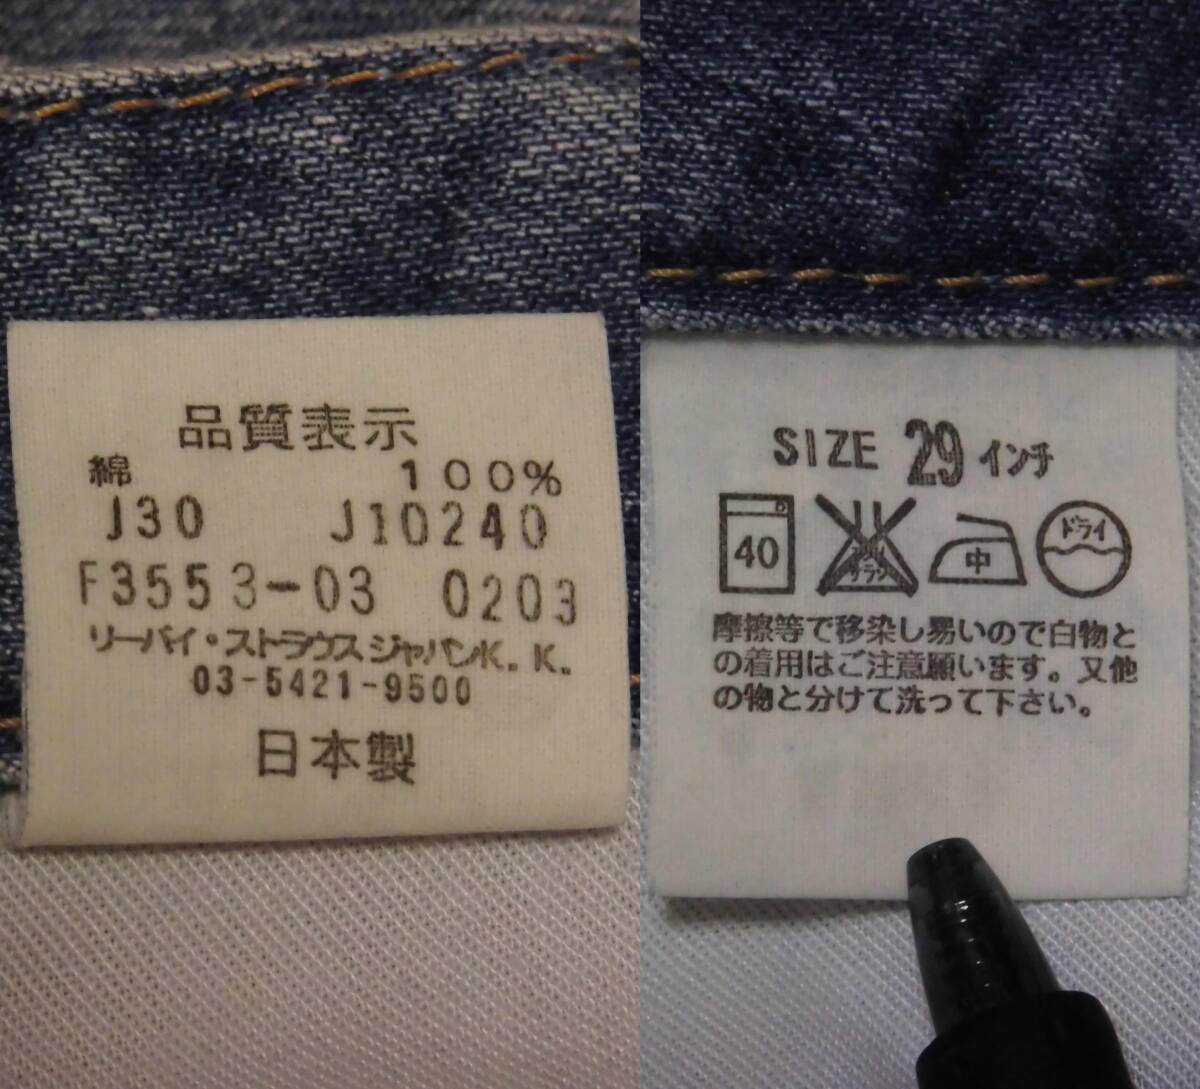 品質表示
綿 100%
J30 J10240
F3553-03 0203
リーバイ・ストラウスジャパンK.K.
03-5421-9500
日本製
SIZE 29インチ
40 中 ドライ
摩擦等で移染し易いので白物と
の着用はご注意願います。又他
の物と分けて洗って下さい。